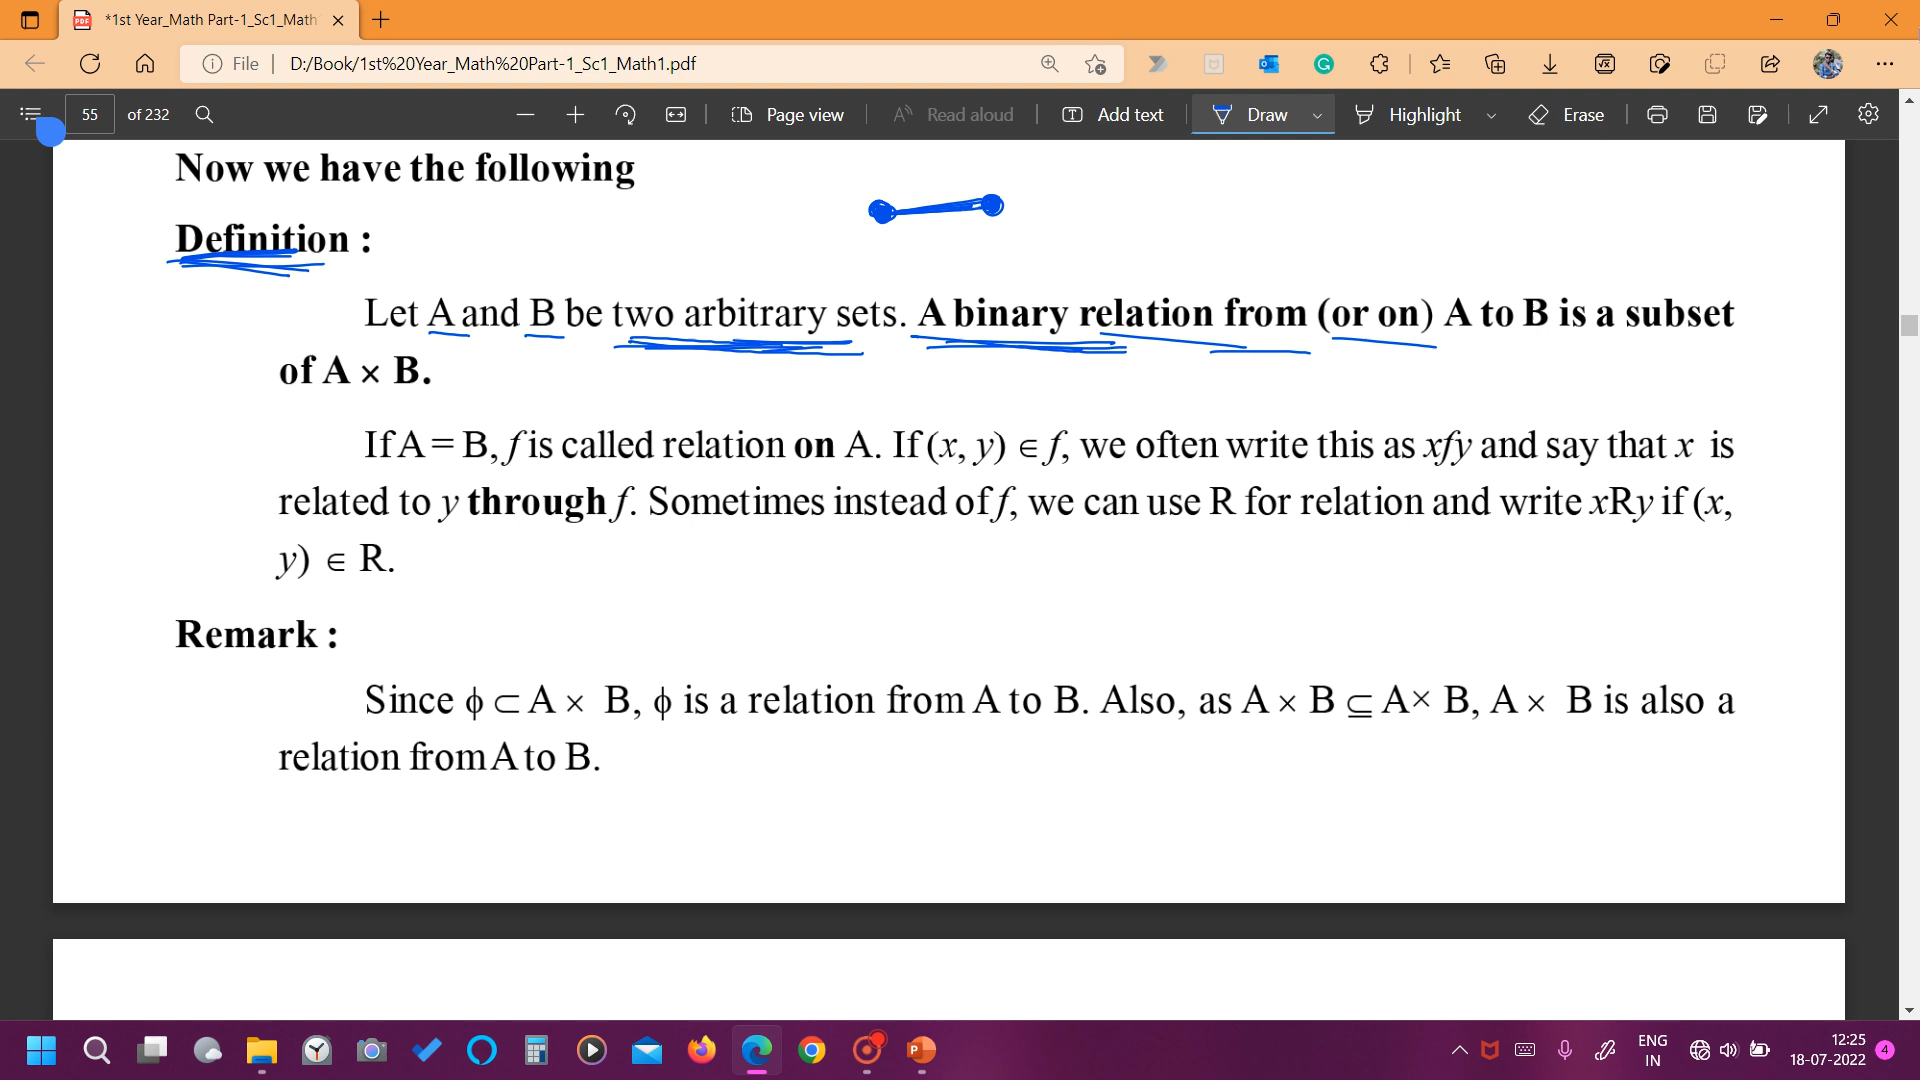 *1st Year_Math Part-1_Sc1_Math
File
D:/Book/1st%20Year_Math%20Part-1_Sc1_Math1.pdf
55 of 232
Page view
Read aloud
Add text
Draw
Highlight
Erase
Now we have the following
Definition :
Let A and B be two arbitrary sets. A binary relation from (or on) A to B is a subset
of A × B.
If A = B, f is called relation on A. If (x, y) ∈ f, we often write this as xfy and say that x is
related to y through f. Sometimes instead of f, we can use R for relation and write xRy if (x,
y) ∈ R.
Remark :
Since ϕ ⊂ A × B, ϕ is a relation from A to B. Also, as A × B ⊆ A× B, A × B is also a
relation from A to B.
ENG
IN
12:25
18-07-2022
4